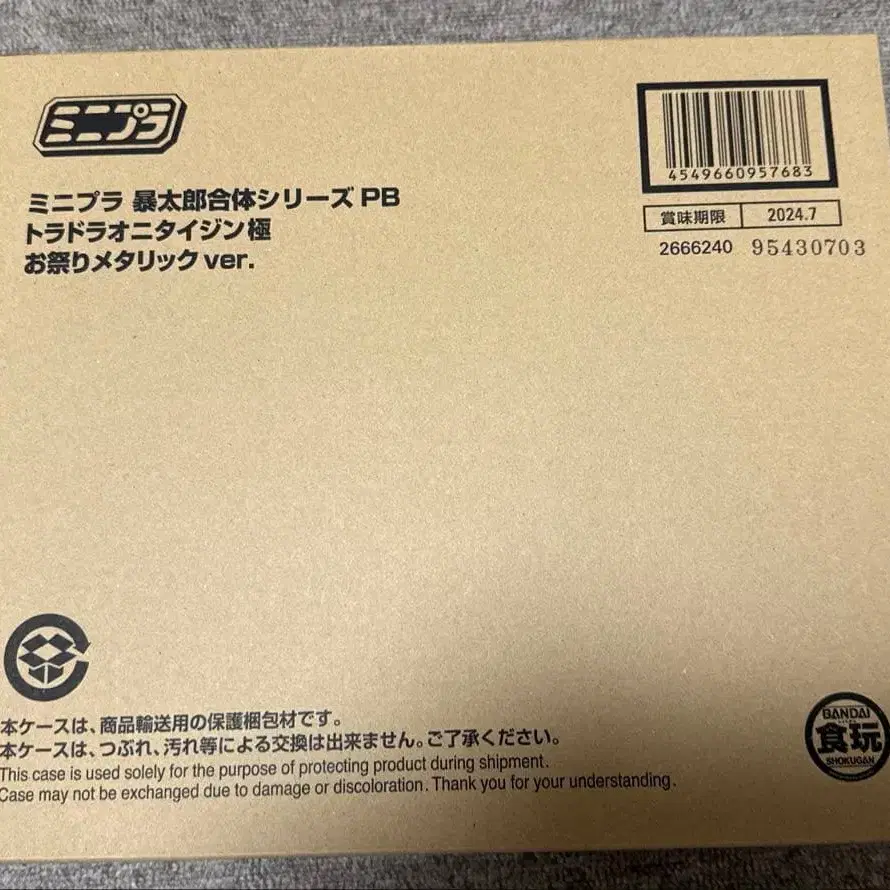 ミニプラ
ミニプラ 暴太郎合体シリーズ PB
トラドラオニタイジン極
お祭りメタリック ver.
4549660957683
賞味期限 2024.7
2666240 95430703
本ケースは、商品輸送用の保護梱包材です。
本ケースは、つぶれ、汚れ等による交換は出来ません。ご了承ください。
This case is used solely for the purpose of protecting product during shipment.
Case may not be exchanged due to damage or discoloration. Thank you for your understanding.
BANDAI
食玩
SHOKUGAN